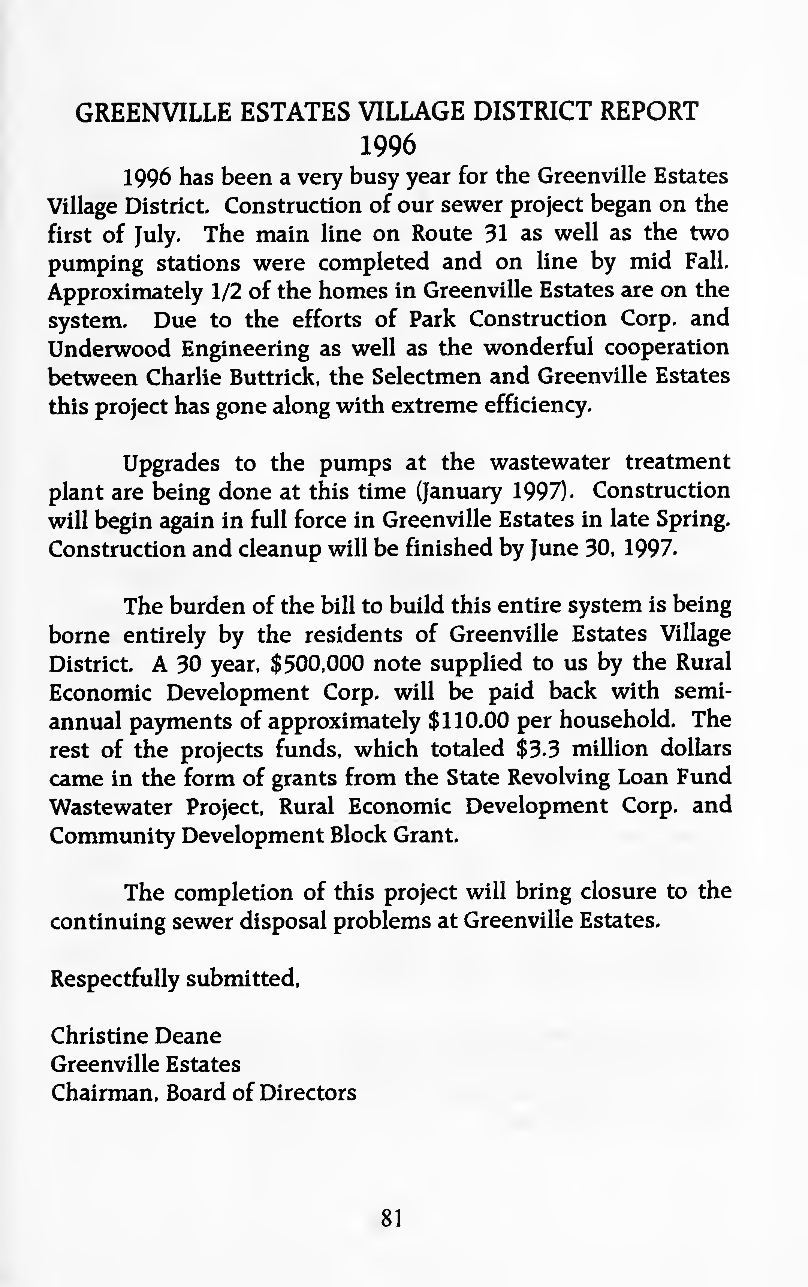 GREENVILLE ESTATES VILLAGE DISTRICT REPORT
1996
1996 has been a very busy year for the Greenville Estates
Village District. Construction of our sewer project began on the
first of July. The main line on Route 31 as well as the two
pumping stations were completed and on line by mid Fall.
Approximately 1/2 of the homes in Greenville Estates are on the
system. Due to the efforts of Park Construction Corp. and
Underwood Engineering as well as the wonderful cooperation
between Charlie Buttrick, the Selectmen and Greenville Estates
this project has gone along with extreme efficiency.
Upgrades to the pumps at the wastewater treatment
plant are being done at this time (January 1997). Construction
will begin again in full force in Greenville Estates in late Spring.
Construction and cleanup will be finished by June 30, 1997.
The burden of the bill to build this entire system is being
borne entirely by the residents of Greenville Estates Village
District. A 30 year, $500,000 note supplied to us by the Rural
Economic Development Corp. will be paid back with semi-
annual payments of approximately $110.00 per household. The
rest of the projects funds, which totaled $3.3 million dollars
came in the form of grants from the State Revolving Loan Fund
Wastewater Project, Rural Economic Development Corp. and
Community Development Block Grant.
The completion of this project will bring closure to the
continuing sewer disposal problems at Greenville Estates.
Respectfully submitted,
Christine Deane
Greenville Estates
Chairman, Board of Directors
81